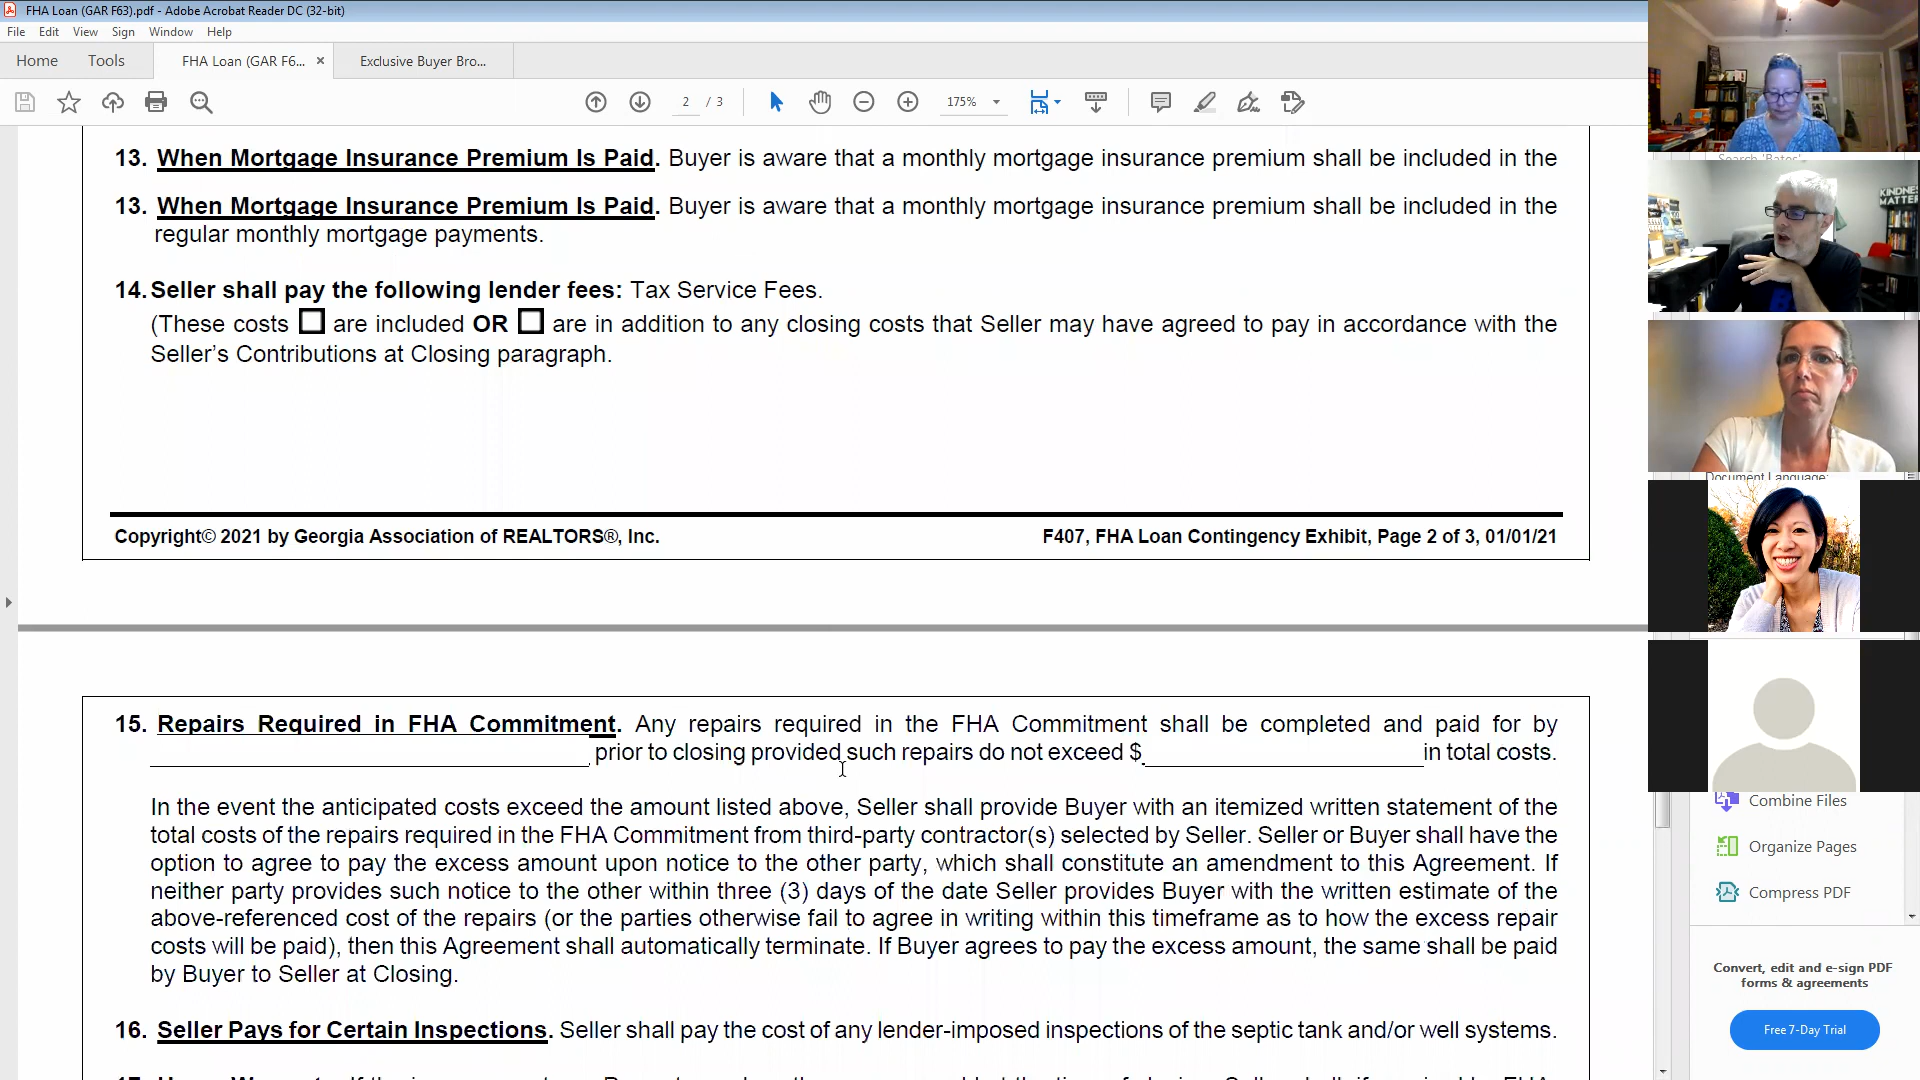 FHA Loan (GAR F63).pdf - Adobe Acrobat Reader DC (32-bit)
File Edit View Sign Window Help
Home Tools FHA Loan (GAR F6... × Exclusive Buyer Bro...
2 / 3 175%
13. When Mortgage Insurance Premium Is Paid. Buyer is aware that a monthly mortgage insurance premium shall be included in the
13. When Mortgage Insurance Premium Is Paid. Buyer is aware that a monthly mortgage insurance premium shall be included in the
regular monthly mortgage payments.
14. Seller shall pay the following lender fees: Tax Service Fees.
(These costs ☐ are included OR ☐ are in addition to any closing costs that Seller may have agreed to pay in accordance with the
Seller’s Contributions at Closing paragraph.
Copyright© 2021 by Georgia Association of REALTORS®, Inc. F407, FHA Loan Contingency Exhibit, Page 2 of 3, 01/01/21
15. Repairs Required in FHA Commitment. Any repairs required in the FHA Commitment shall be completed and paid for by
prior to closing provided such repairs do not exceed $ in total costs.
In the event the anticipated costs exceed the amount listed above, Seller shall provide Buyer with an itemized written statement of the
total costs of the repairs required in the FHA Commitment from third-party contractor(s) selected by Seller. Seller or Buyer shall have the
option to agree to pay the excess amount upon notice to the other party, which shall constitute an amendment to this Agreement. If
neither party provides such notice to the other within three (3) days of the date Seller provides Buyer with the written estimate of the
above-referenced cost of the repairs (or the parties otherwise fail to agree in writing within this timeframe as to how the excess repair
costs will be paid), then this Agreement shall automatically terminate. If Buyer agrees to pay the excess amount, the same shall be paid
by Buyer to Seller at Closing.
16. Seller Pays for Certain Inspections. Seller shall pay the cost of any lender-imposed inspections of the septic tank and/or well systems.
KINDNE
MATTER
Document Language:
Combine Files
Organize Pages
Compress PDF
Convert, edit and e-sign PDF
forms & agreements
Free 7-Day Trial